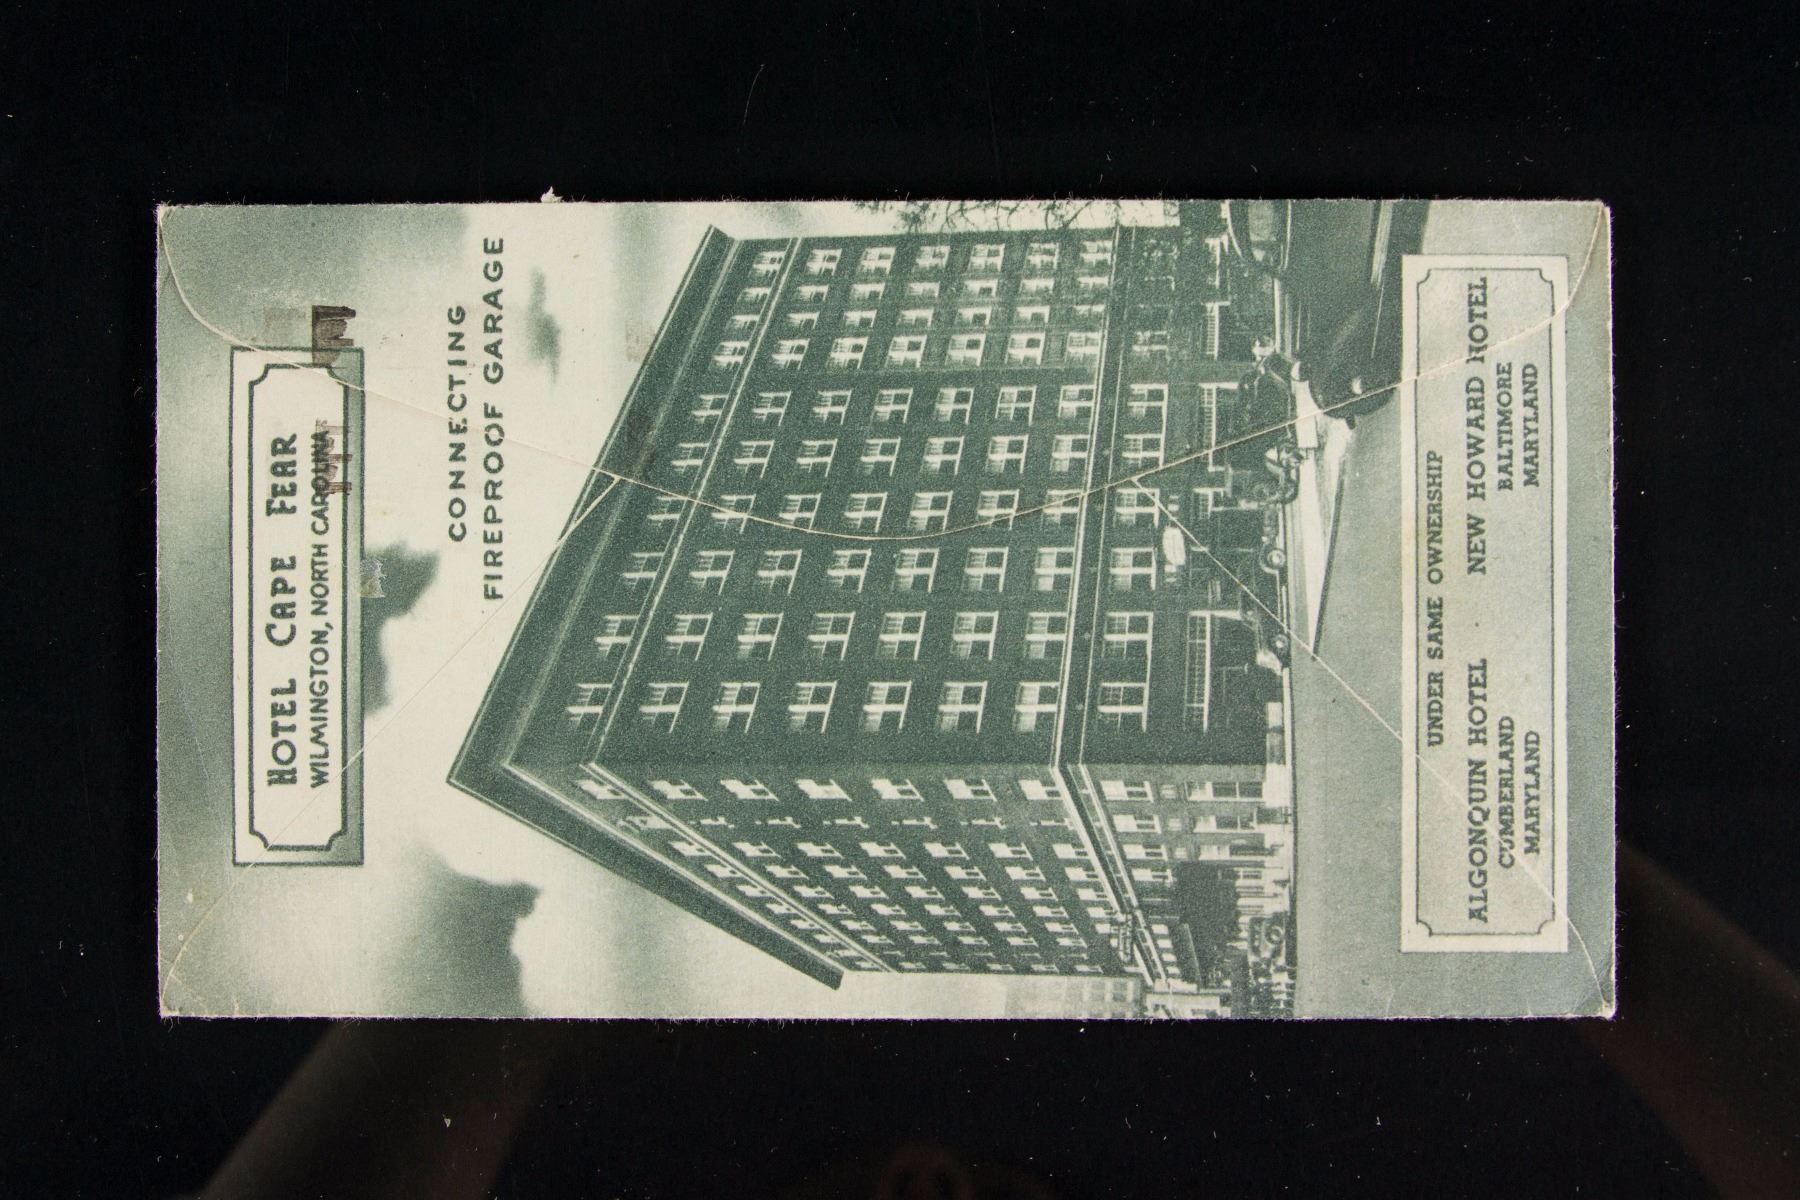 HOTEL CAPE FEAR
WILMINGTON, NORTH CAROLINA
CONNECTING
FIREPROOF GARAGE
UNDER SAME OWNERSHIP
ALGONQUIN HOTEL
CUMBERLAND
MARYLAND
NEW HOWARD HOTEL
BALTIMORE
MARYLAND